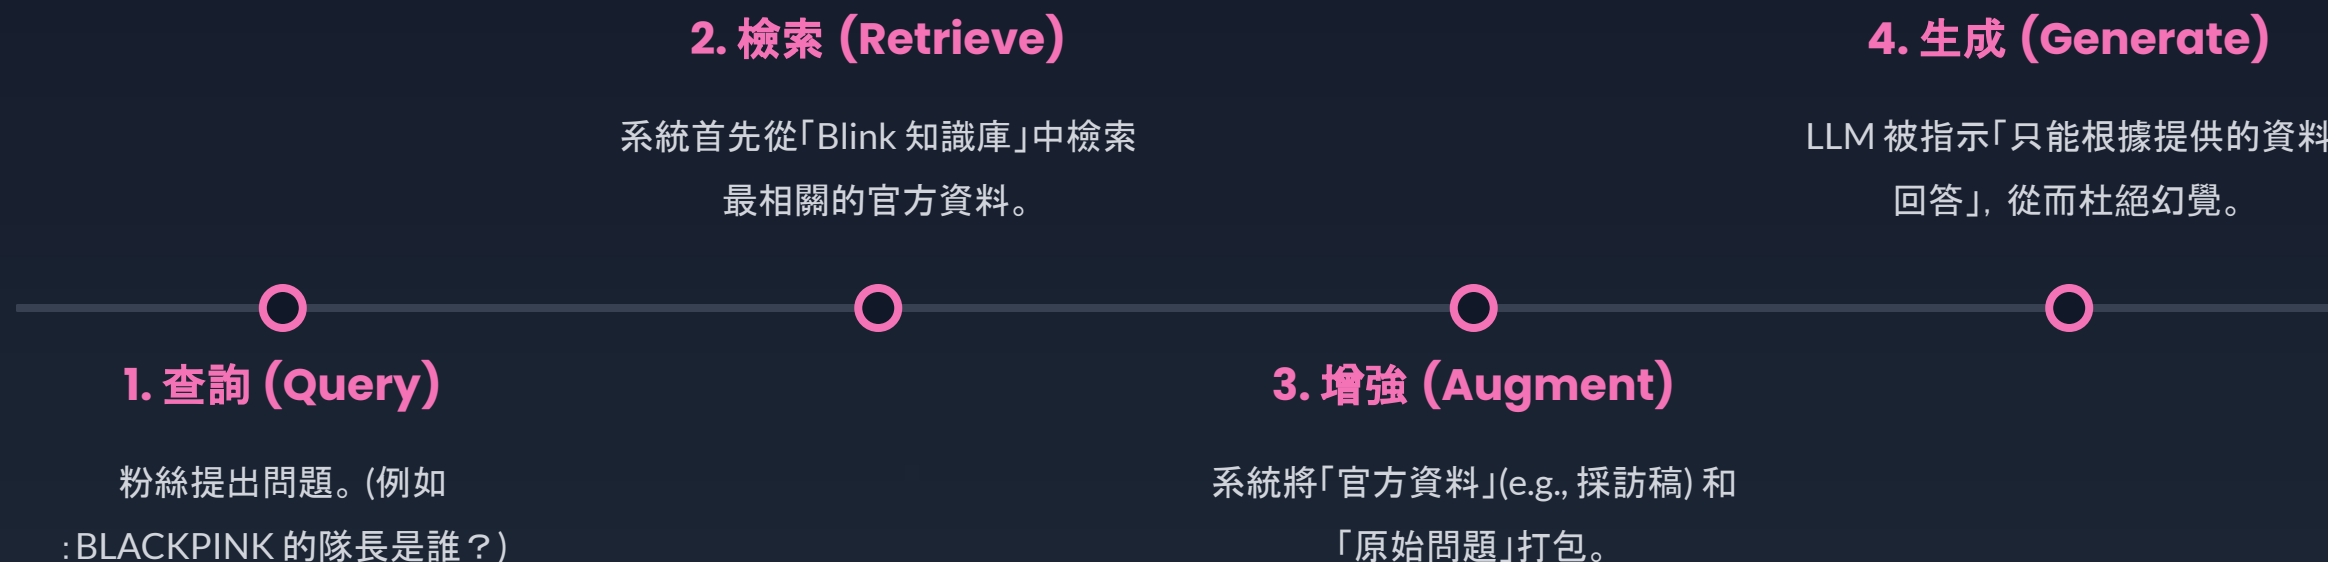 1. 查詢 (Query)
粉絲提出問題。(例如
:BLACKPINK 的隊長是誰？)
2. 檢索 (Retrieve)
系統首先從「Blink 知識庫」中檢索
最相關的官方資料。
3. 增強 (Augment)
系統將「官方資料」(e.g., 採訪稿) 和
「原始問題」打包。
4. 生成 (Generate)
LLM 被指示「只能根據提供的資料
回答」, 從而杜絕幻覺。